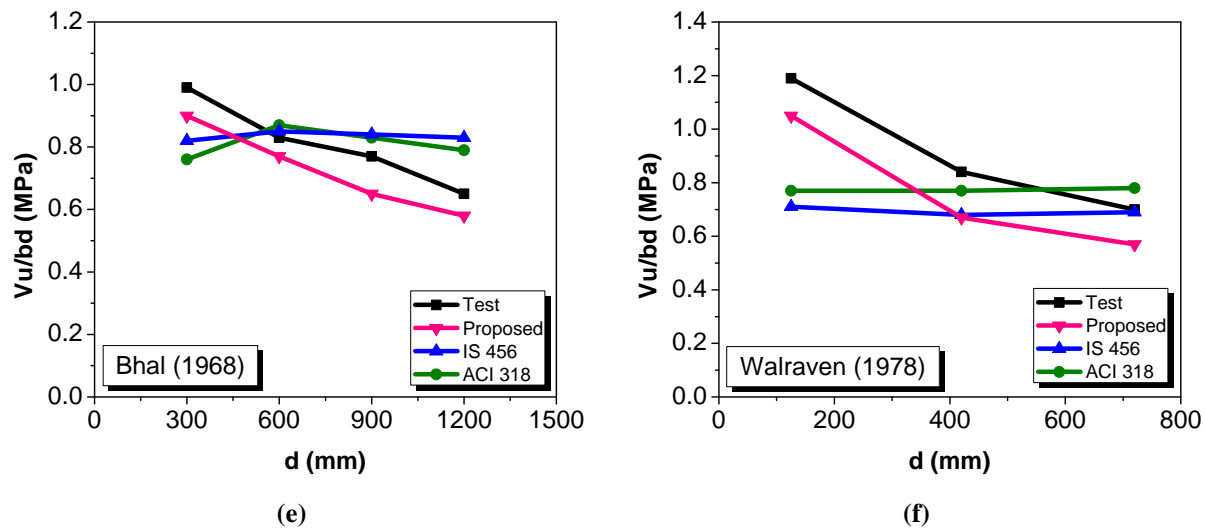 1.2
1.0
0.8
0.6
0.4
0.2
0.0
Vu/bd (MPa)
Test
Proposed
IS 456
ACI 318
Bhal (1968)
0 300 600 900 1200 1500
d (mm)
(e)
1.4
1.2
1.0
0.8
0.6
0.4
0.2
0.0
Vu/bd (MPa)
Test
Proposed
IS 456
ACI 318
Walraven (1978)
0 200 400 600 800
d (mm)
(f)